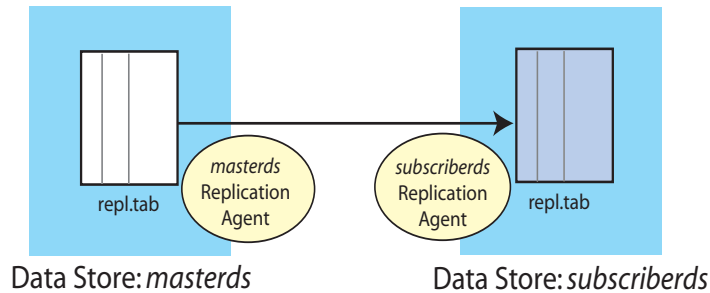 masterds
Replication
Agent
subscriberds
Replication
Agent
repl.tab
repl.tab
Data Store: masterds
Data Store: subscriberds